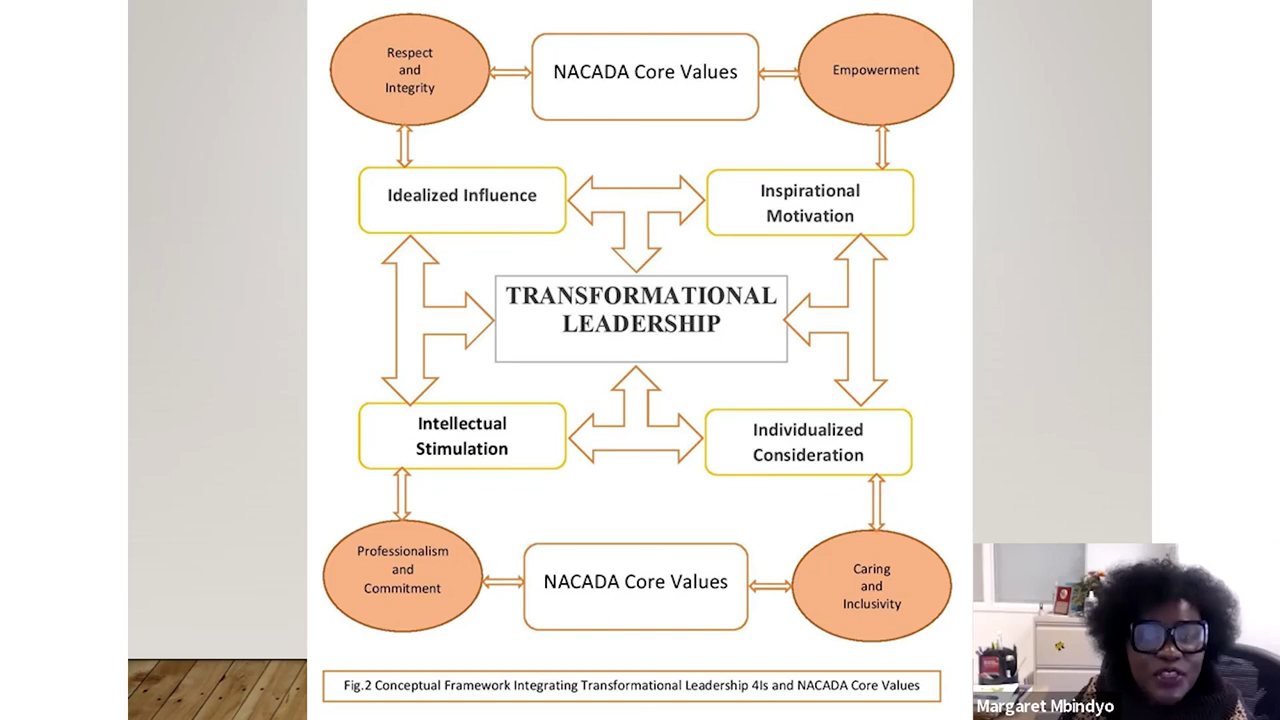 Respect
and
Integrity
NACADA Core Values
Empowerment
Idealized Influence
Inspirational
Motivation
TRANSFORMATIONAL
LEADERSHIP
Intellectual
Stimulation
Individualized
Consideration
Professionalism
and
Commitment
NACADA Core Values
Caring
and
Inclusivity
Fig.2 Conceptual Framework Integrating Transformational Leadership 4Is and NACADA Core Values
Margaret Mbindyo